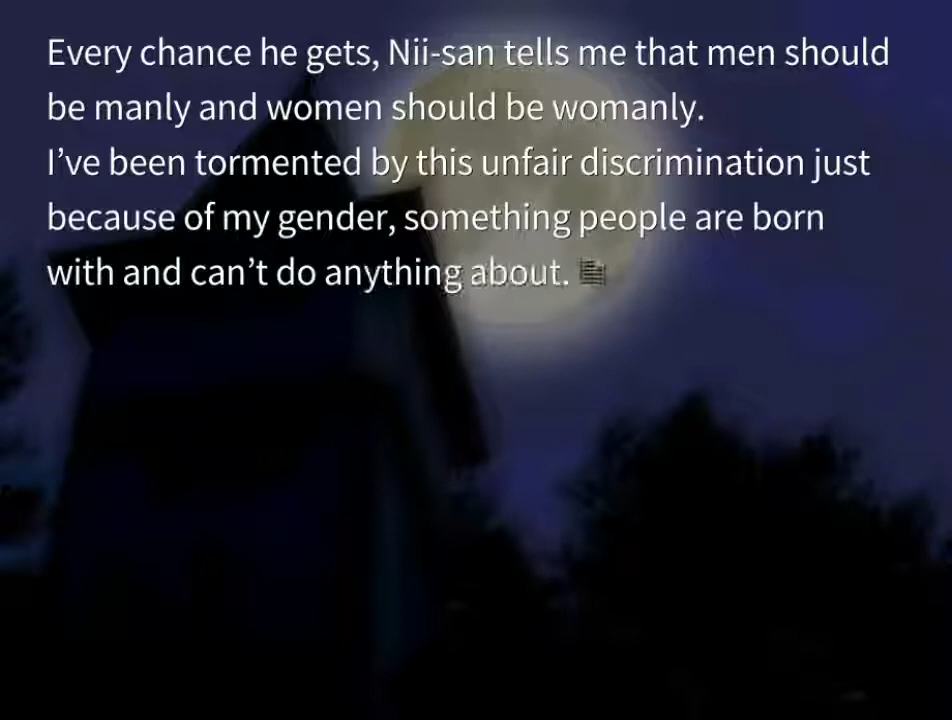 Every chance he gets, Nii-san tells me that men should
be manly and women should be womanly.
I’ve been tormented by this unfair discrimination just
because of my gender, something people are born
with and can’t do anything about.